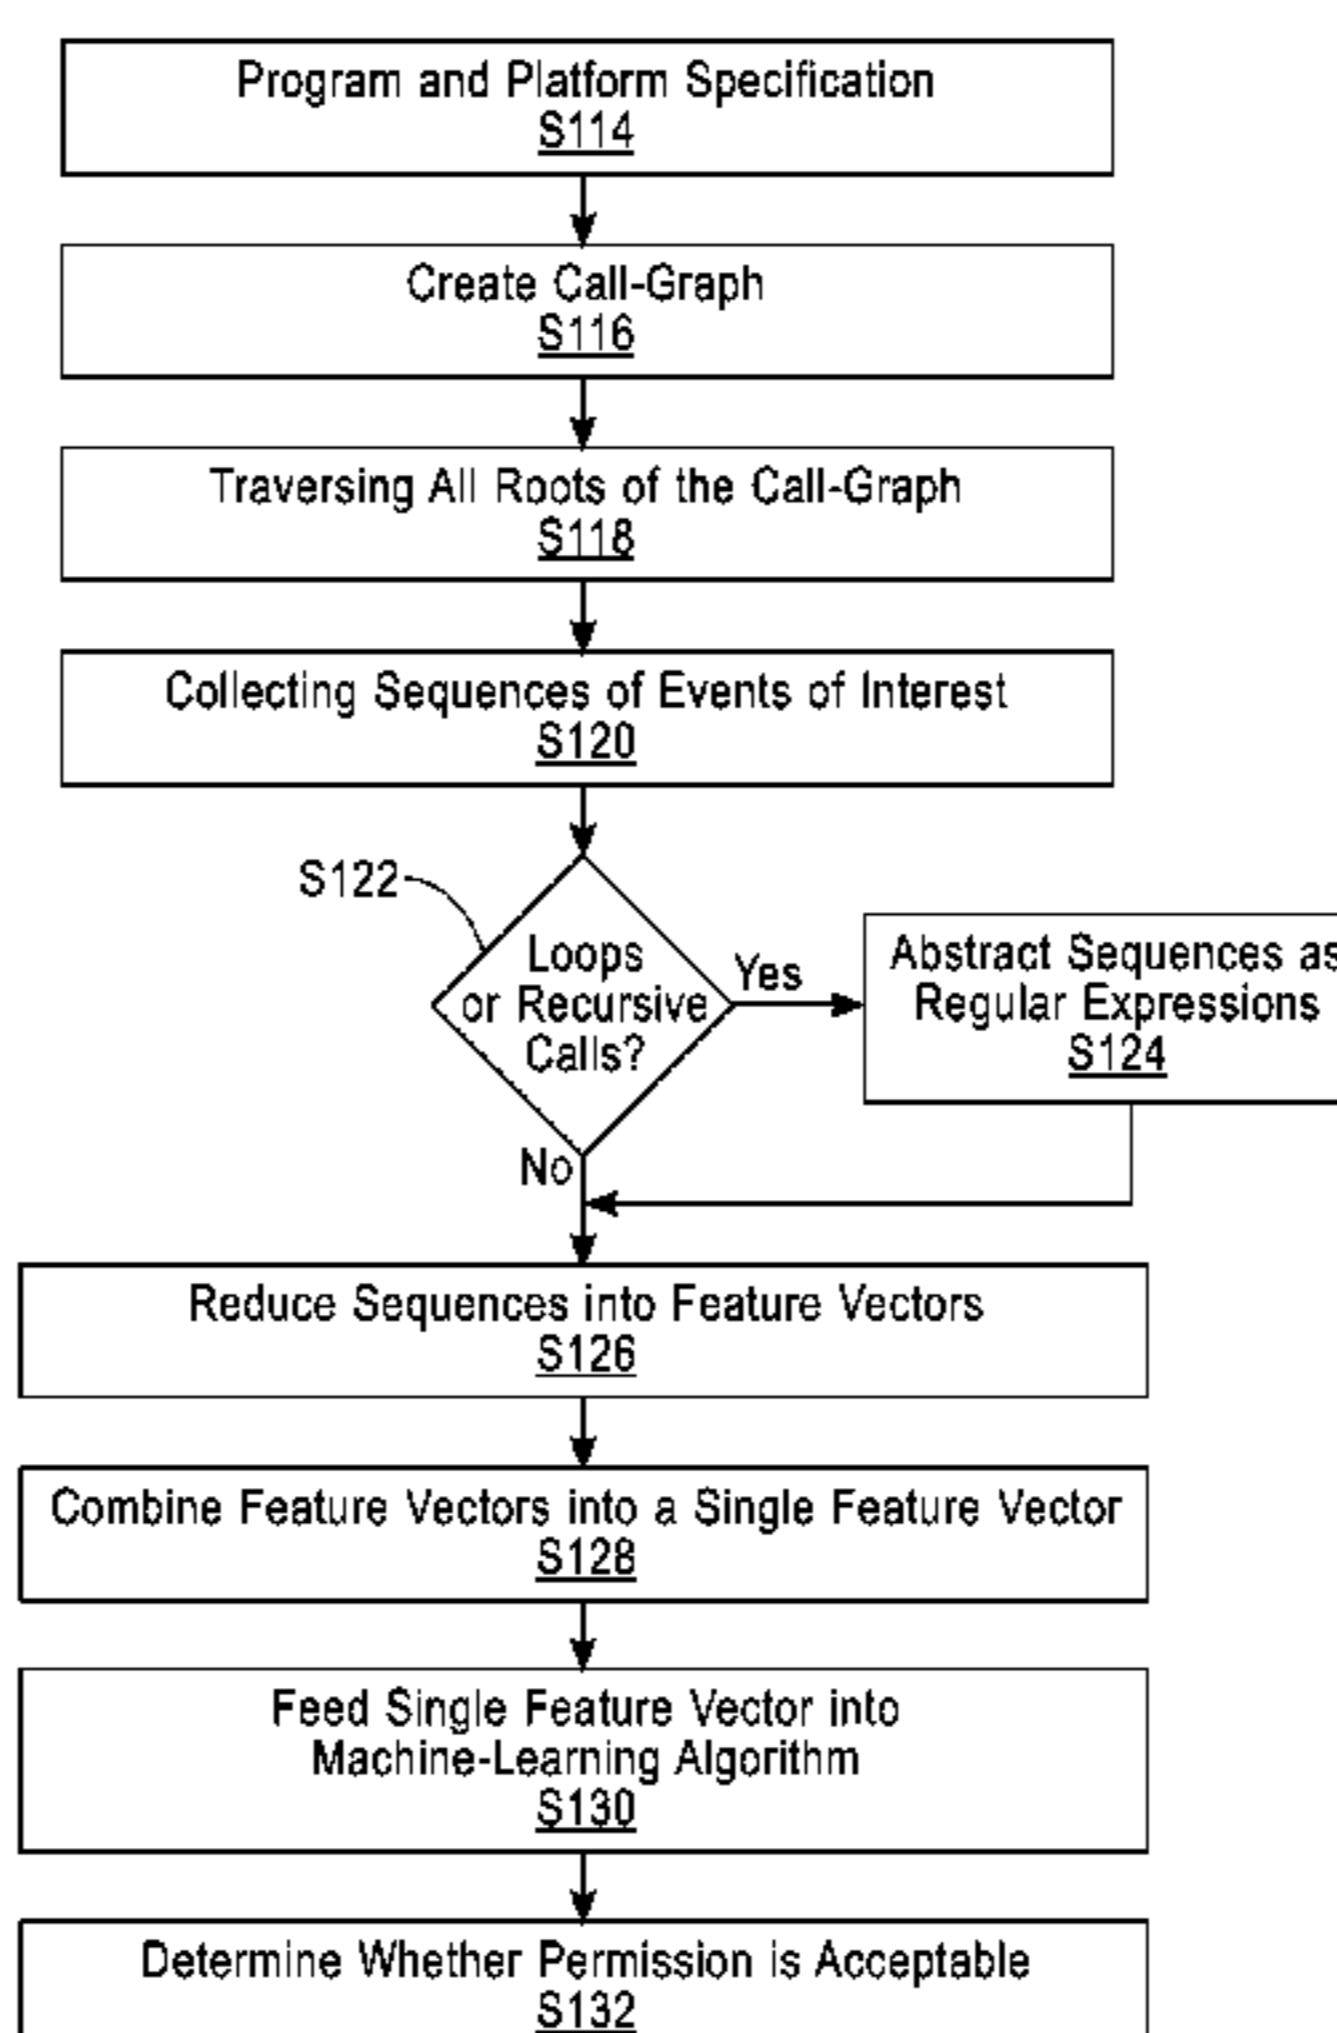 Program and Platform Specification
S114
Create Call-Graph
S116
Traversing All Roots of the Call-Graph
S118
Collecting Sequences of Events of Interest
S120
S122
Loops
or Recursive
Calls?
Yes
Abstract Sequences as
Regular Expressions
S124
No
Reduce Sequences into Feature Vectors
S126
Combine Feature Vectors into a Single Feature Vector
S128
Feed Single Feature Vector into
Machine-Learning Algorithm
S130
Determine Whether Permission is Acceptable
S132